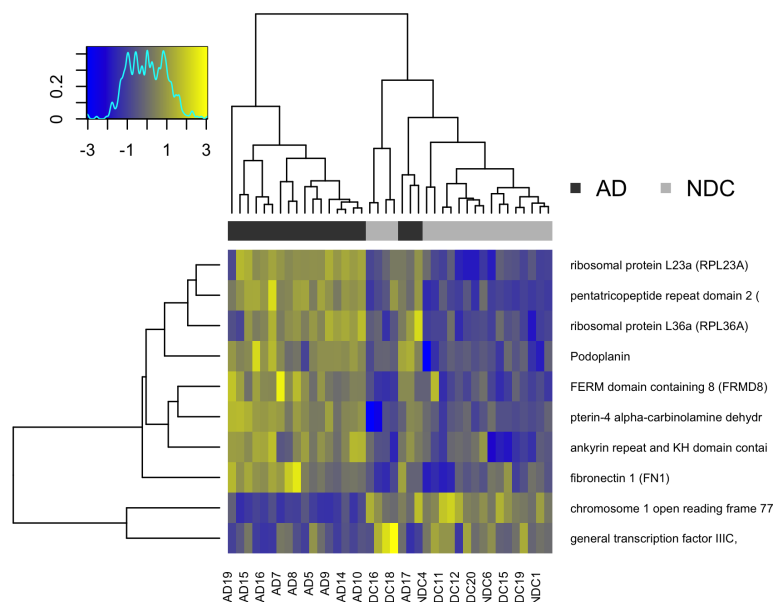 0.2
0
-3
-1
1
3
AD
NDC
ribosomal protein L23a (RPL23A)
pentatricopeptide repeat domain 2 (
ribosomal protein L36a (RPL36A)
Podoplanin
FERM domain containing 8 (FRMD8)
pterin-4 alpha-carbinolamine dehydr
ankyrin repeat and KH domain contai
fibronectin 1 (FN1)
chromosome 1 open reading frame 77
general transcription factor IIIC,
AD19
AD15
AD16
AD7
AD8
AD5
AD9
AD14
AD10
DC16
DC18
AD17
NDC4
DC11
DC12
DC20
NDC6
DC15
DC19
NDC1